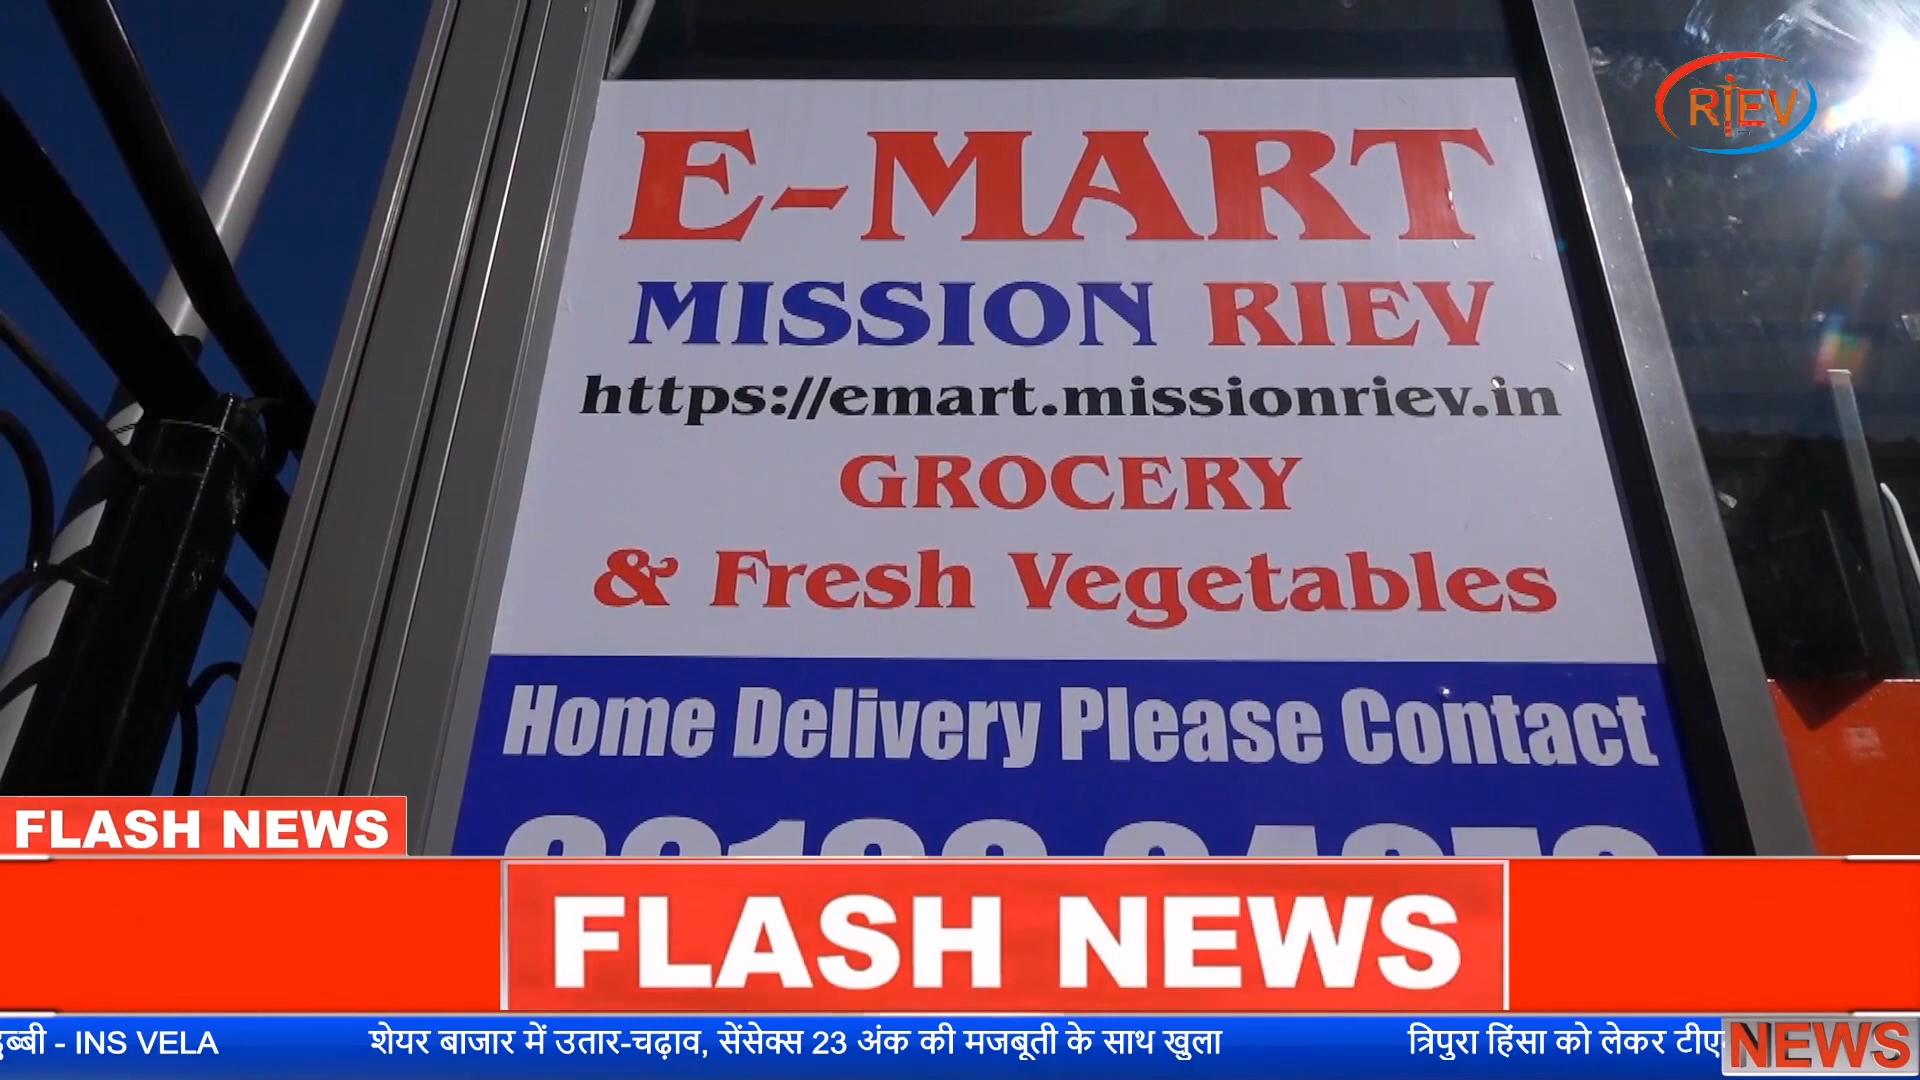 RIEV
E-MART
MISSION RIEV
https://emart.missionriev.in
GROCERY
& Fresh Vegetables
Home Delivery Please Contact
FLASH NEWS
FLASH NEWS
- INS VELA शेयर बाजार में उतार-चढ़ाव, सेंसेक्स 23 अंक की मजबूती के साथ खुला त्रिपुरा हिंसा को लेकर NEWS